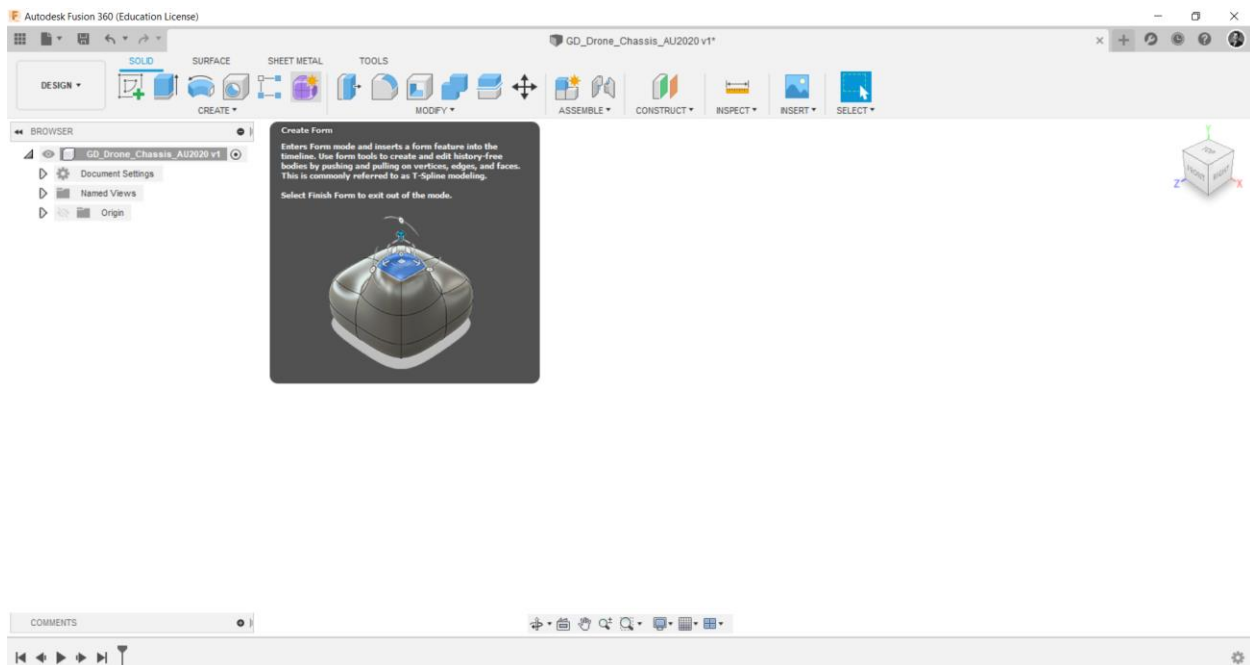 Autodesk Fusion 360 (Education License)
GD_Drone_Chassis_AU2020 v1*
SOLID SURFACE SHEET METAL TOOLS
DESIGN
CREATE MODIFY ASSEMBLE CONSTRUCT INSPECT INSERT SELECT
BROWSER
GD_Drone_Chassis_AU2020 v1
Document Settings
Named Views
Origin
Create Form
Enters Form mode and inserts a form feature into the
timeline. Use form tools to create and edit history-free
bodies by pushing and pulling on vertices, edges, and faces.
This is commonly referred to as T-Spline modeling.
Select Finish Form to exit out of the mode.
Y
TOP
FRONT RIGHT
Z X
COMMENTS